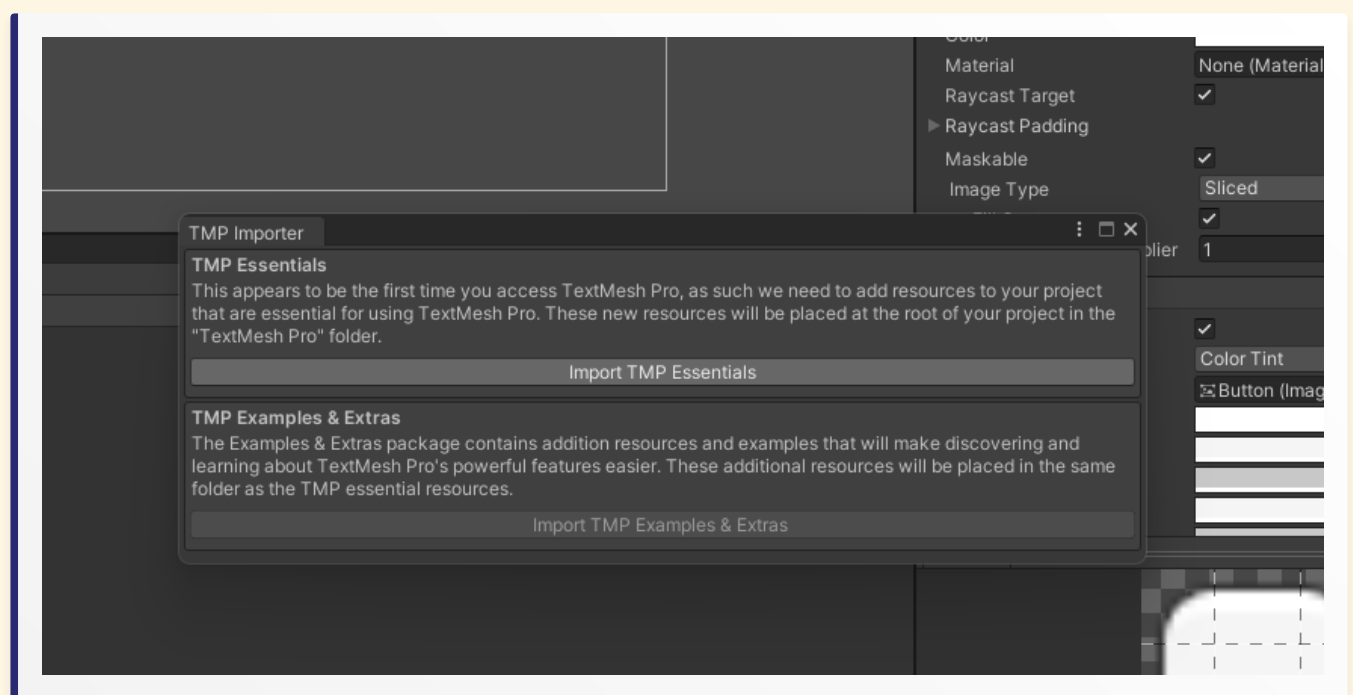 Material
None (Material
Raycast Target
Raycast Padding
Maskable
Image Type
Sliced
plier
1
TMP Importer
TMP Essentials
This appears to be the first time you access TextMesh Pro, as such we need to add resources to your project
that are essential for using TextMesh Pro. These new resources will be placed at the root of your project in the
"TextMesh Pro" folder.
Import TMP Essentials
TMP Examples & Extras
The Examples & Extras package contains addition resources and examples that will make discovering and
learning about TextMesh Pro's powerful features easier. These additional resources will be placed in the same
folder as the TMP essential resources.
Import TMP Examples & Extras
Color Tint
Button (Imag